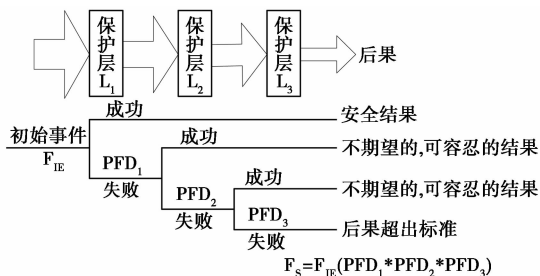 保护层L₁
保护层L₂
保护层L₃
后果
成功
安全结果
初始事件
F_IE
成功
不期望的,可容忍的结果
PFD₁
失败
成功
不期望的,可容忍的结果
PFD₂
失败
PFD₃
后果超出标准
失败
F_S=F_IE(PFD₁*PFD₂*PFD₃)